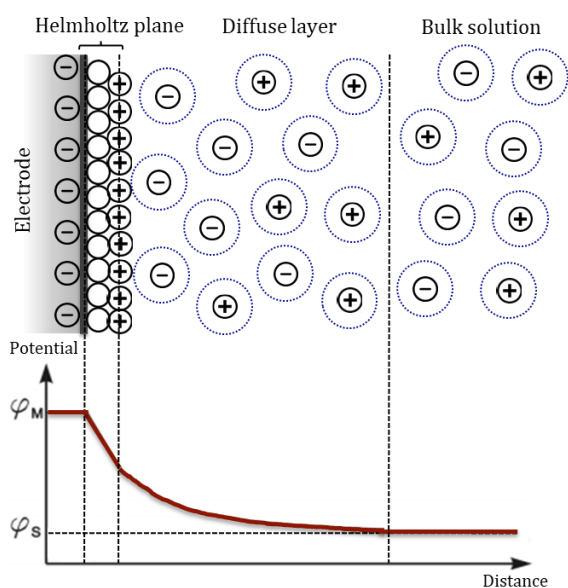 Helmholtz plane
Diffuse layer
Bulk solution
Electrode
Potential
φM
φS
Distance